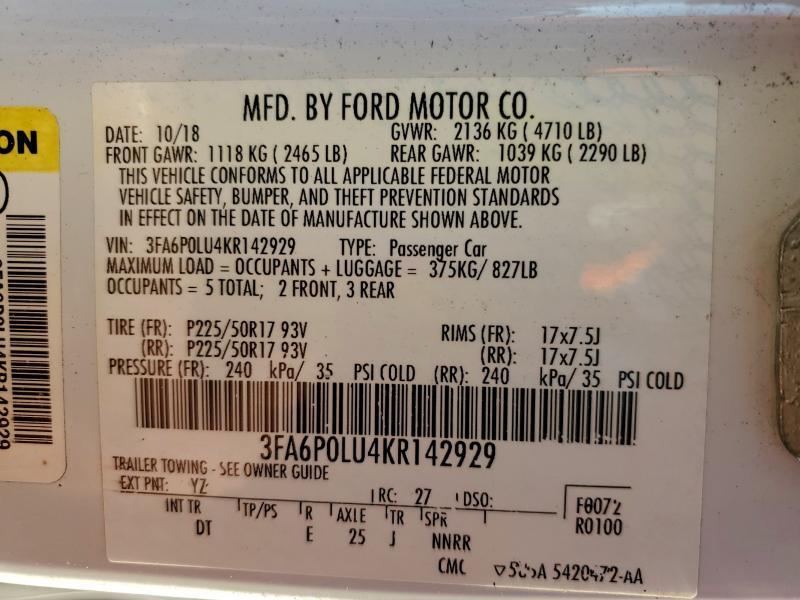 MFD. BY FORD MOTOR CO.
DATE: 10/18 GVWR: 2136 KG ( 4710 LB)
FRONT GAWR: 1118 KG ( 2465 LB) REAR GAWR: 1039 KG ( 2290 LB)
THIS VEHICLE CONFORMS TO ALL APPLICABLE FEDERAL MOTOR
VEHICLE SAFETY, BUMPER, AND THEFT PREVENTION STANDARDS
IN EFFECT ON THE DATE OF MANUFACTURE SHOWN ABOVE.
VIN: 3FA6P0LU4KR142929 TYPE: Passenger Car
MAXIMUM LOAD = OCCUPANTS + LUGGAGE = 375KG/ 827LB
OCCUPANTS = 5 TOTAL; 2 FRONT, 3 REAR
TIRE (FR): P225/50R17 93V RIMS (FR): 17x7.5J
(RR): P225/50R17 93V (RR): 17x7.5J
PRESSURE (FR): 240 kPa/ 35 PSI COLD (RR): 240 kPa/ 35 PSI COLD
3FA6P0LU4KR142929
TRAILER TOWING - SEE OWNER GUIDE
EXT PNT: YZ RC: 27 DSO: F0072
INT TR TP/PS R AXLE TR SPR R0100
DT E 25 J NNRR
CMC
ON